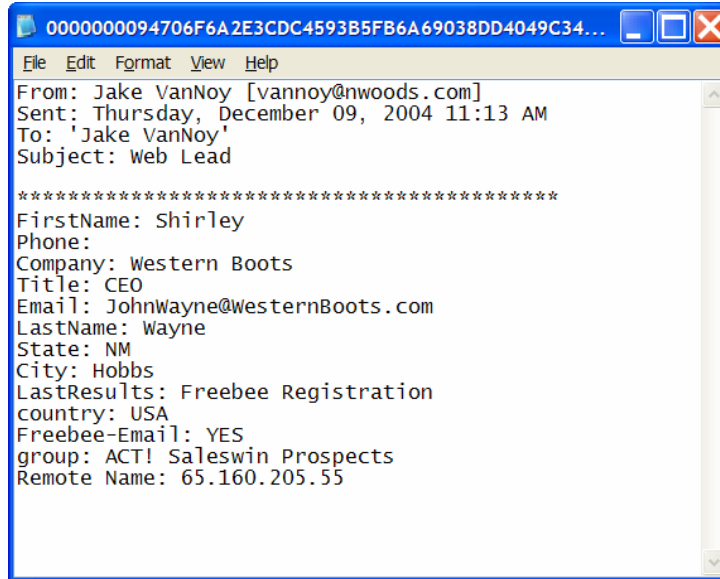 0000000094706F6A2E3CDC4593B5FB6A69038DD4049C34...
File Edit Format View Help
From: Jake VanNoy [vannoy@nwoods.com]
Sent: Thursday, December 09, 2004 11:13 AM
To: 'Jake VanNoy'
Subject: Web Lead
*******************************************
FirstName: Shirley
Phone:
Company: Western Boots
Title: CEO
Email: JohnWayne@WesternBoots.com
LastName: Wayne
State: NM
City: Hobbs
LastResults: Freebee Registration
country: USA
Freebee-Email: YES
group: ACT! Saleswin Prospects
Remote Name: 65.160.205.55